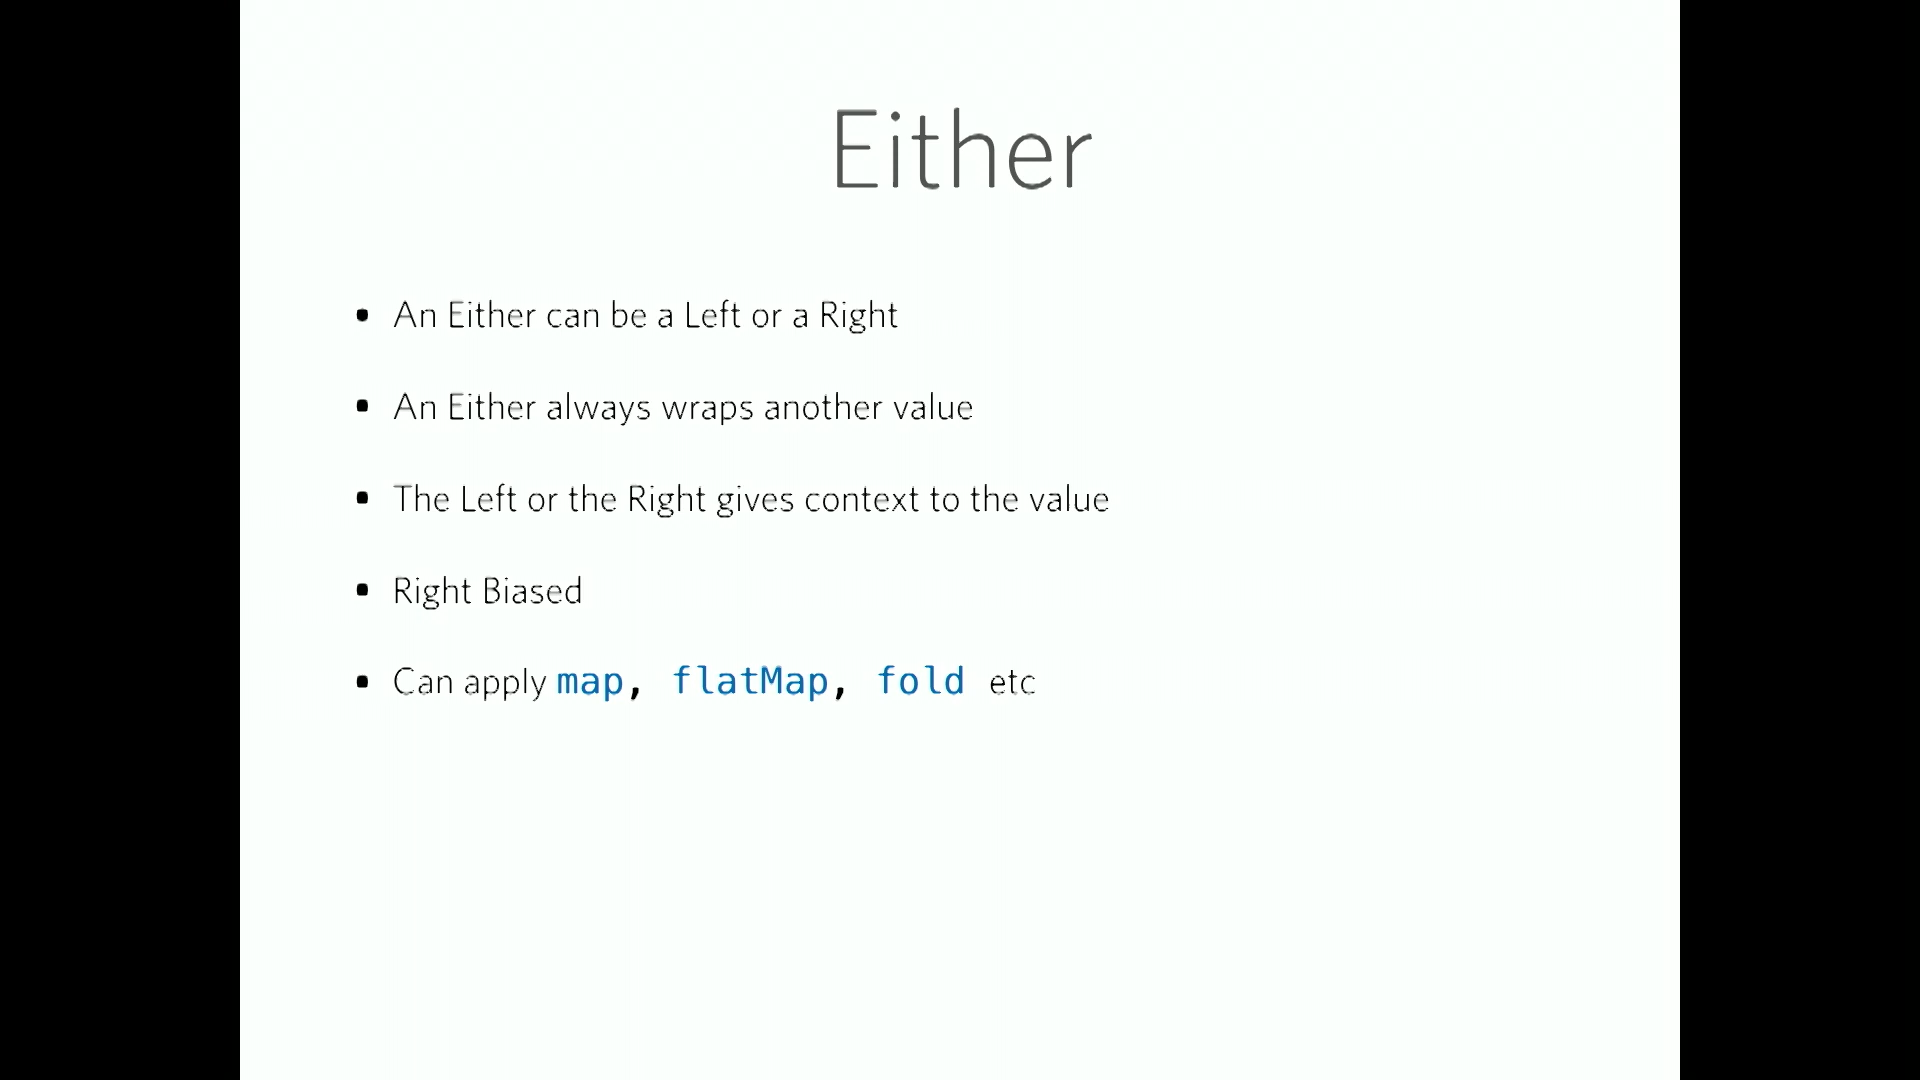 Either
• An Either can be a Left or a Right
• An Either always wraps another value
• The Left or the Right gives context to the value
• Right Biased
• Can apply map, flatMap, fold etc